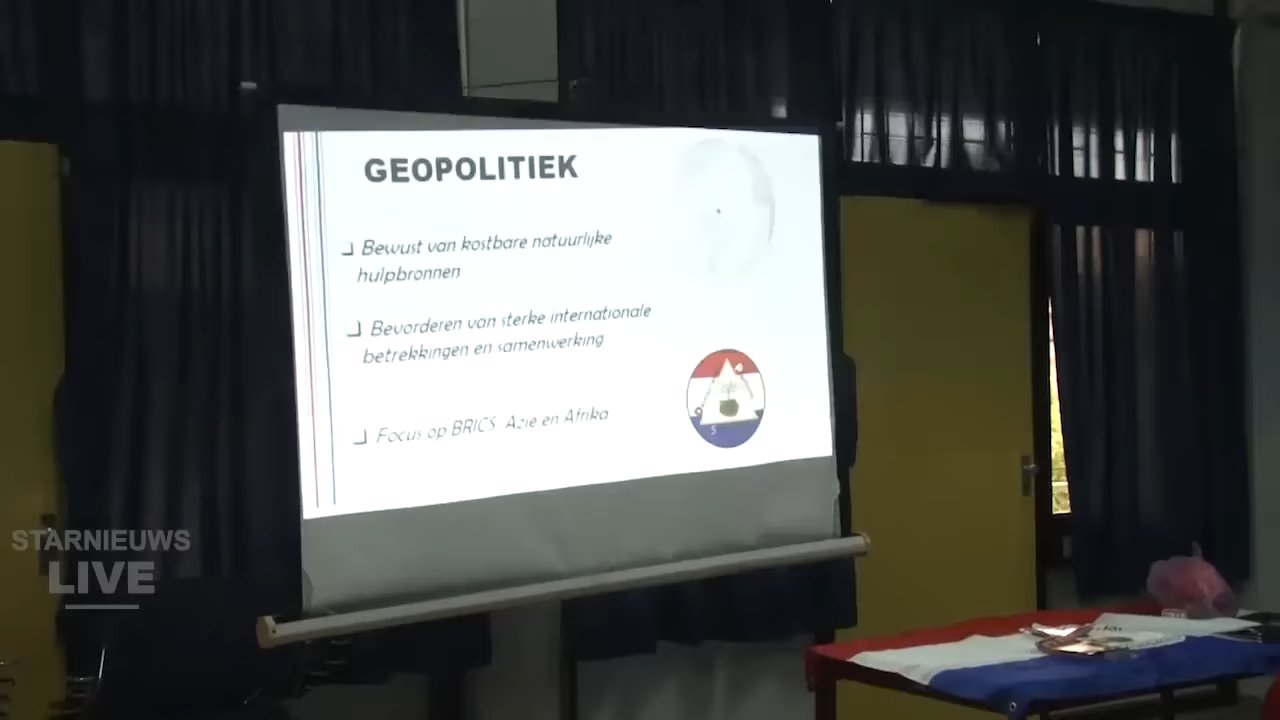 GEOPOLITIEK
Bewust van kostbare natuurlijke
hulpbronnen
Bevorderen van sterke internationale
betrekkingen en samenwerking
Focus op BRICS Azie en Afrika
STARNIEUWS
LIVE